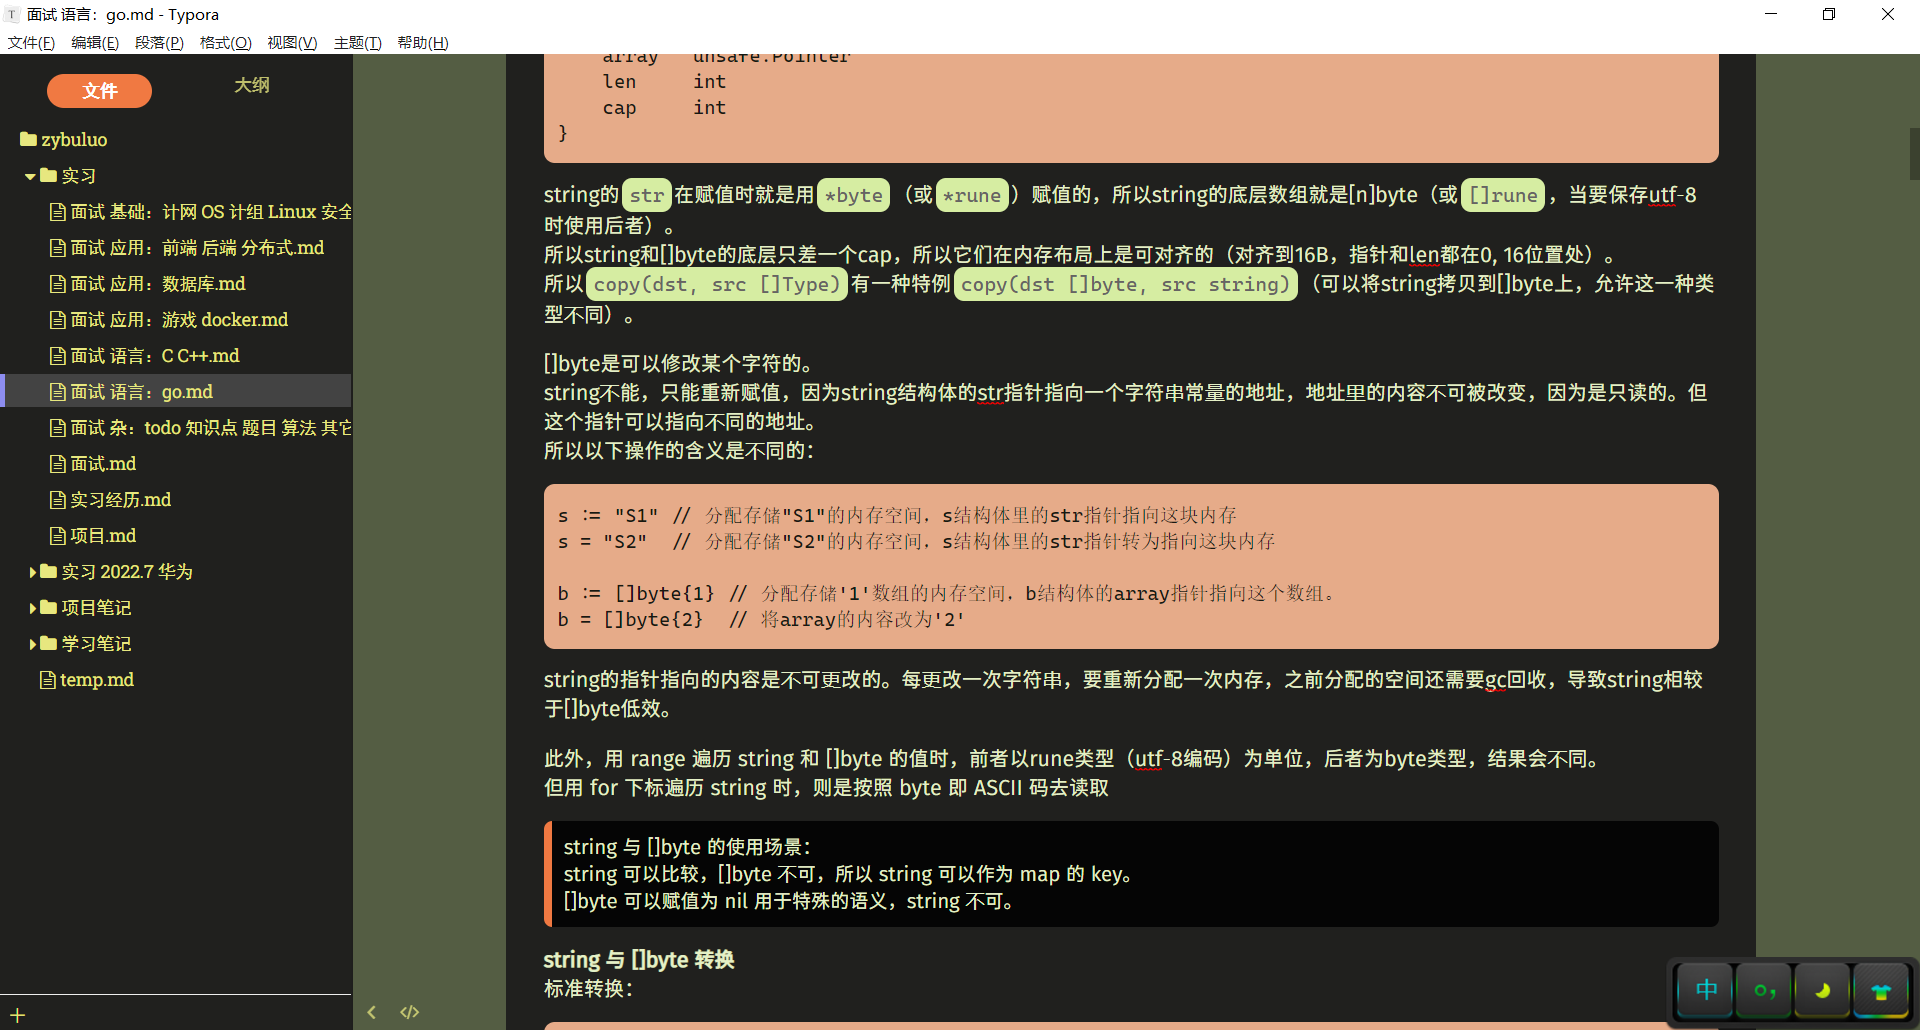 面试 语言：go.md - Typora
文件(F) 编辑(E) 段落(P) 格式(O) 视图(V) 主题(T) 帮助(H)
文件 大纲
zybuluo
实习
面试 基础：计网 OS 计组 Linux 安全
面试 应用：前端 后端 分布式.md
面试 应用：数据库.md
面试 应用：游戏 docker.md
面试 语言：C C++.md
面试 语言：go.md
面试 杂：todo 知识点 题目 算法 其它
面试.md
实习经历.md
项目.md
实习 2022.7 华为
项目笔记
学习笔记
temp.md
array unsafe.Pointer
len int
cap int
}
string的 str 在赋值时就是用 *byte （或 *rune ）赋值的，所以string的底层数组就是[n]byte（或 []rune ，当要保存utf-8
时使用后者）。
所以string和[]byte的底层只差一个cap，所以它们在内存布局上是可对齐的（对齐到16B，指针和len都在0, 16位置处）。
所以 copy(dst, src []Type) 有一种特例 copy(dst []byte, src string) （可以将string拷贝到[]byte上，允许这一种类
型不同）。
[]byte是可以修改某个字符的。
string不能，只能重新赋值，因为string结构体的str指针指向一个字符串常量的地址，地址里的内容不可被改变，因为是只读的。但
这个指针可以指向不同的地址。
所以以下操作的含义是不同的：
s := "S1" // 分配存储"S1"的内存空间，s结构体里的str指针指向这块内存
s = "S2"  // 分配存储"S2"的内存空间，s结构体里的str指针转为指向这块内存
b := []byte{1} // 分配存储'1'数组的内存空间，b结构体的array指针指向这个数组。
b = []byte{2}  // 将array的内容改为'2'
string的指针指向的内容是不可更改的。每更改一次字符串，要重新分配一次内存，之前分配的空间还需要gc回收，导致string相较
于[]byte低效。
此外，用 range 遍历 string 和 []byte 的值时，前者以rune类型（utf-8编码）为单位，后者为byte类型，结果会不同。
但用 for 下标遍历 string 时，则是按照 byte 即 ASCII 码去读取
string 与 []byte 的使用场景：
string 可以比较，[]byte 不可，所以 string 可以作为 map 的 key。
[]byte 可以赋值为 nil 用于特殊的语义，string 不可。
string 与 []byte 转换
标准转换：
中